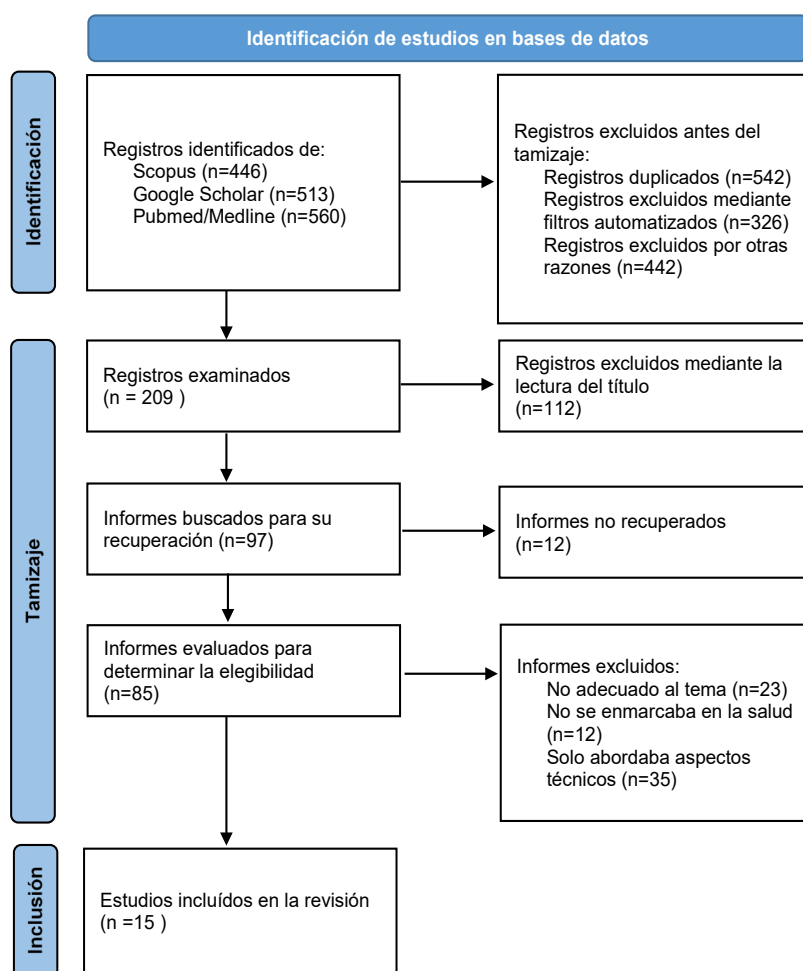 Identificación de estudios en bases de datos
Identificación
Registros identificados de:
Scopus (n=446)
Google Scholar (n=513)
Pubmed/Medline (n=560)
Registros excluidos antes del
tamizaje:
Registros duplicados (n=542)
Registros excluidos mediante
filtros automatizados (n=326)
Registros excluidos por otras
razones (n=442)
Tamizaje
Registros examinados
(n = 209 )
Registros excluidos mediante la
lectura del título
(n=112)
Informes buscados para su
recuperación (n=97)
Informes no recuperados
(n=12)
Informes evaluados para
determinar la elegibilidad
(n=85)
Informes excluidos:
No adecuado al tema (n=23)
No se enmarcaba en la salud
(n=12)
Solo abordaba aspectos
técnicos (n=35)
Inclusión
Estudios incluídos en la revisión
(n =15 )